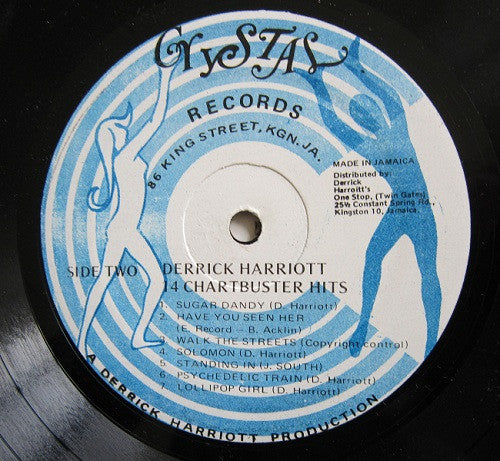 CRYSTAL
RECORDS
86 KING STREET, KGN. JA.
MADE IN JAMAICA
Distributed by:
Derrick
Harroitt's
One Stop, (Twin Gates)
25½ Constant Spring Rd.,
Kingston 10, Jamaica.
SIDE TWO
DERRICK HARRIOTT
14 CHARTBUSTER HITS
1. SUGAR DANDY (D. Harriott)
2. HAVE YOU SEEN HER
(E. Record - B. Acklin)
3. WALK THE STREETS (Copyright control)
4. SOLOMON (D. Harriott)
5. STANDING IN (J. SOUTH)
6. PSYCHEDELIC TRAIN (D. Harriott)
7. LOLLIPOP GIRL (D. Harriott)
A DERRICK HARRIOTT PRODUCTION